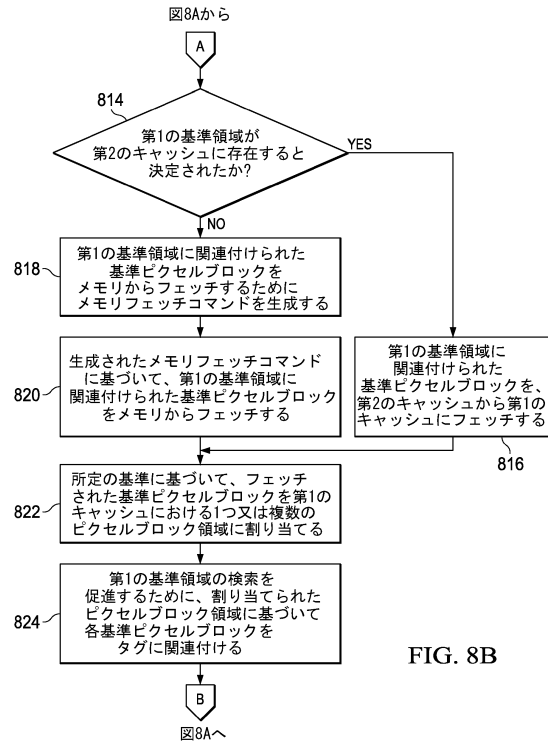 図8Aから
A
814
第1の基準領域が
第2のキャッシュに存在すると
決定されたか?
YES
NO
818
第1の基準領域に関連付けられた
基準ピクセルブロックを
メモリからフェッチするために
メモリフェッチコマンドを生成する
820
生成されたメモリフェッチコマンド
に基づいて、第1の基準領域に
関連付けられた基準ピクセルブロック
をメモリからフェッチする
第1の基準領域に
関連付けられた
基準ピクセルブロックを、
第2のキャッシュから第1の
キャッシュにフェッチする
816
822
所定の基準に基づいて、フェッチ
された基準ピクセルブロックを第1の
キャッシュにおける1つ又は複数の
ピクセルブロック領域に割り当てる
824
第1の基準領域の検索を
促進するために、割り当てられた
ピクセルブロック領域に基づいて
各基準ピクセルブロックを
タグに関連付ける
FIG. 8B
B
図8Aへ